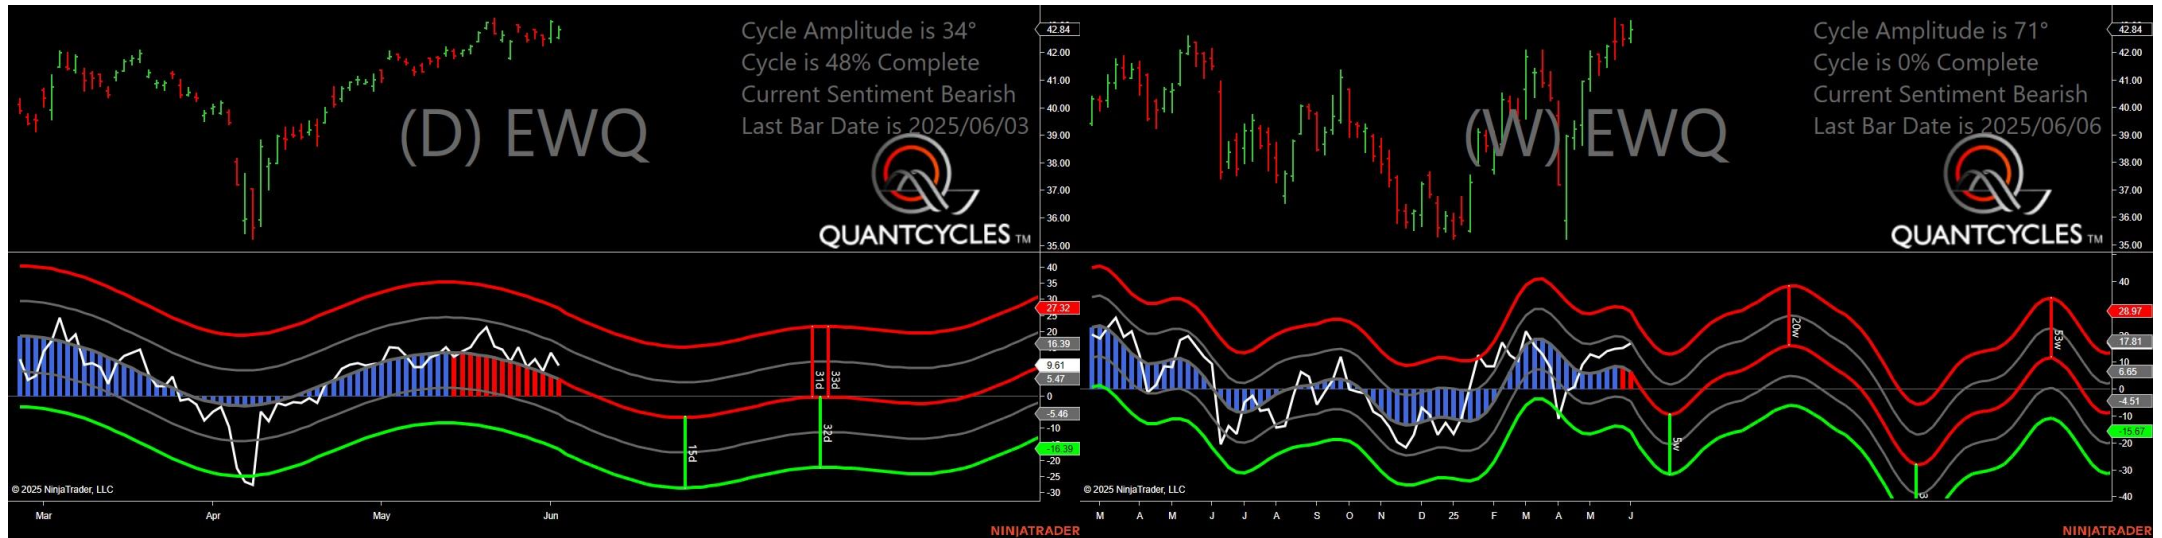 Cycle Amplitude is 34°
Cycle is 48% Complete
Current Sentiment Bearish
Last Bar Date is 2025/06/03
(D) EWQ
QUANTCYCLES TM
42.84
42.00
41.00
40.00
39.00
38.00
37.00
36.00
35.00
40
35
30
27.32
25
20
16.39
9.61
5.47
0
-5.46
-10
-16.39
-20
-25
-30
15d
31d
33d
32d
© 2025 NinjaTrader, LLC
Mar Apr May Jun
NINJATRADER
Cycle Amplitude is 71°
Cycle is 0% Complete
Current Sentiment Bearish
Last Bar Date is 2025/06/06
(W) EWQ
QUANTCYCLES TM
42.84
42.00
41.00
40.00
39.00
38.00
37.00
36.00
35.00
40
28.97
17.81
10
6.65
0
-4.51
-10
-15.67
-20
-30
-40
5w
20w
53w
© 2025 NinjaTrader, LLC
M A M J J A S O N D 25 F M A M J
NINJATRADER